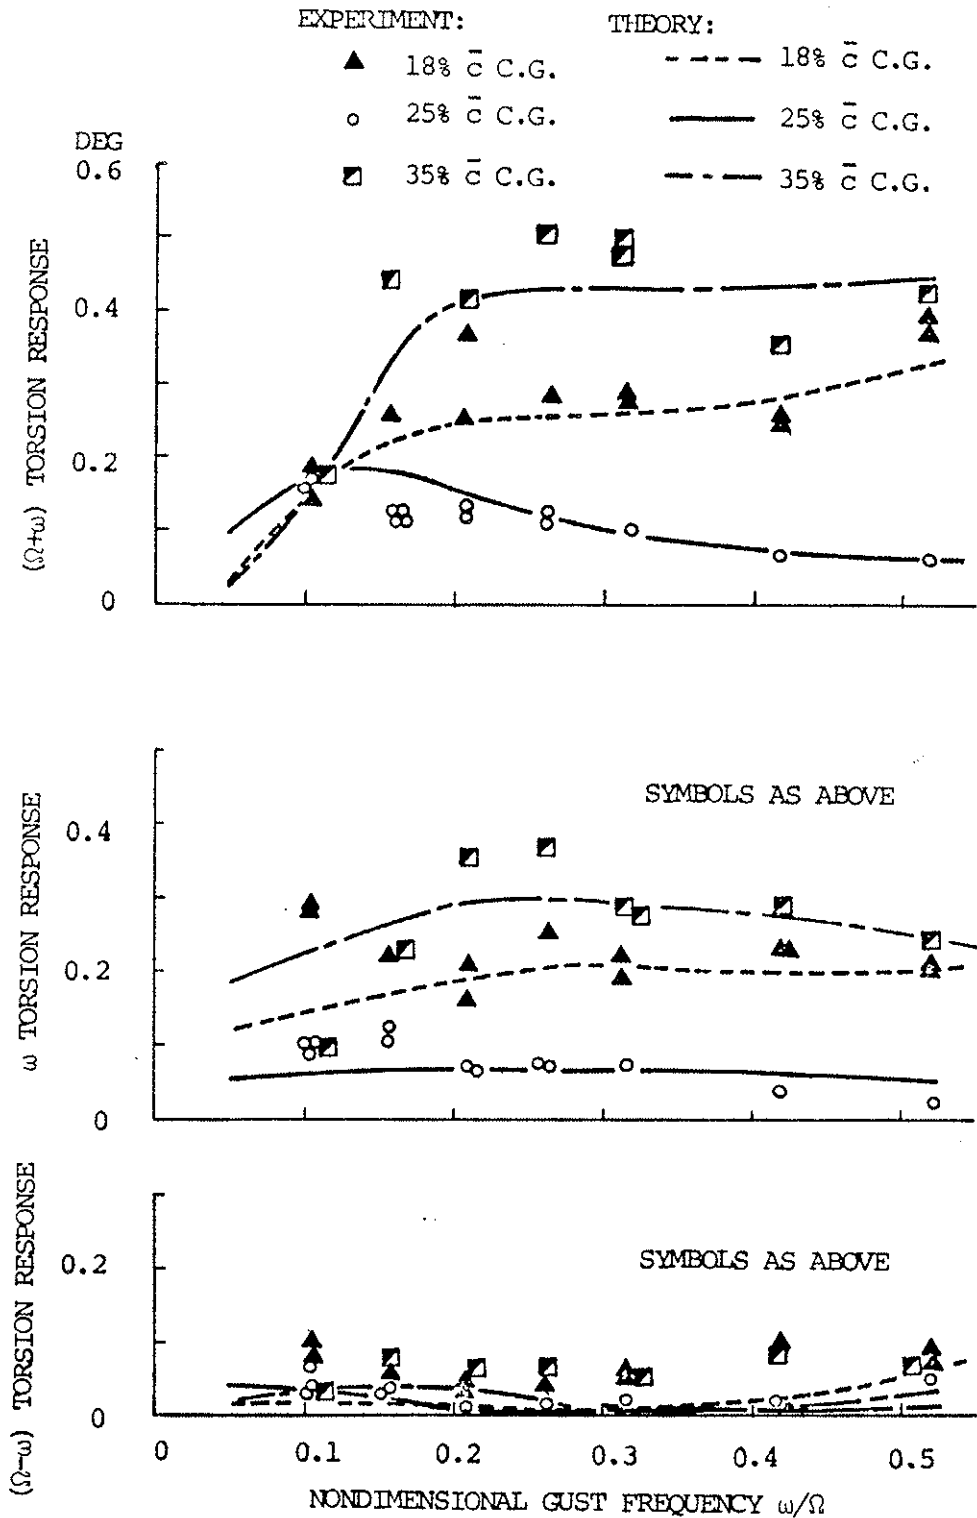 EXPERIMENT: THEORY:
18% c̄ C.G. 18% c̄ C.G.
25% c̄ C.G. 25% c̄ C.G.
35% c̄ C.G. 35% c̄ C.G.
DEG
0.6
0.4
0.2
0
(Ω+ω) TORSION RESPONSE
SYMBOLS AS ABOVE
0.4
0.2
0
ω TORSION RESPONSE
SYMBOLS AS ABOVE
0.2
0
(Ω-ω) TORSION RESPONSE
0 0.1 0.2 0.3 0.4 0.5
NONDIMENSIONAL GUST FREQUENCY ω/Ω